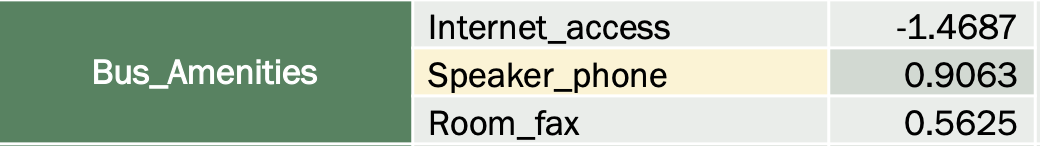 Bus_Amenities
Internet_access -1.4687
Speaker_phone 0.9063
Room_fax 0.5625